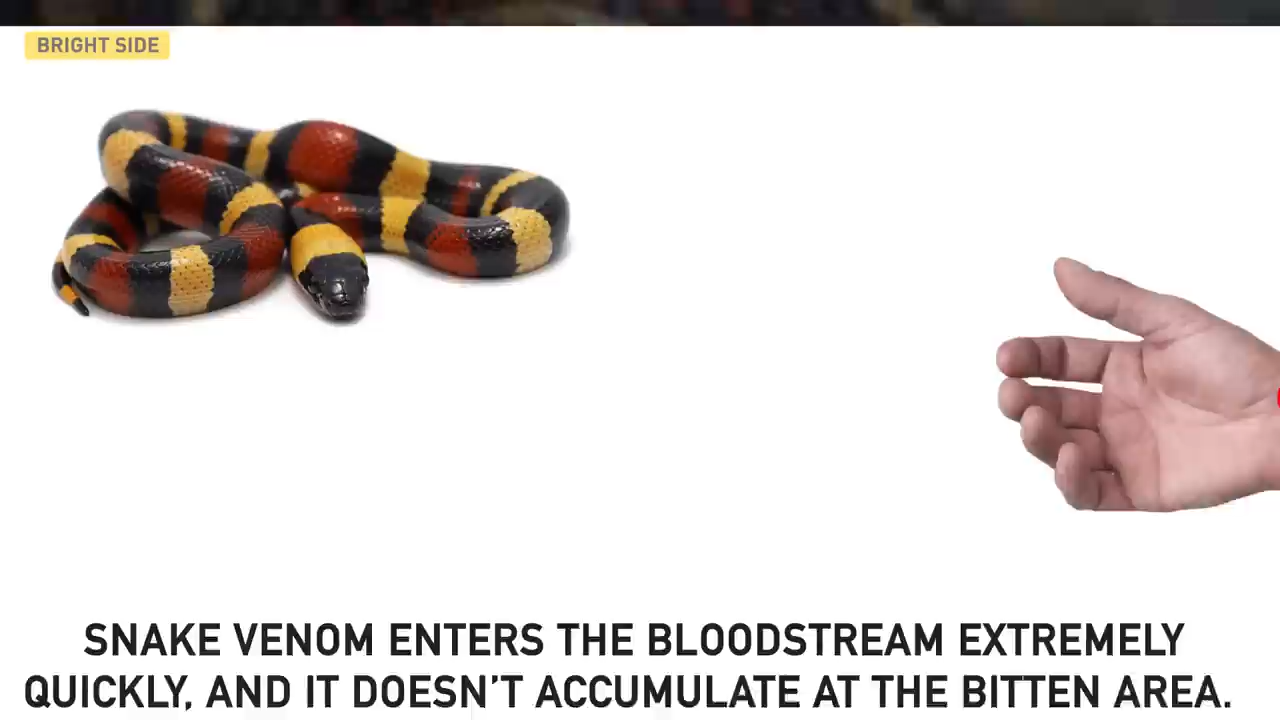 BRIGHT SIDE
SNAKE VENOM ENTERS THE BLOODSTREAM EXTREMELY
QUICKLY, AND IT DOESN'T ACCUMULATE AT THE BITTEN AREA.